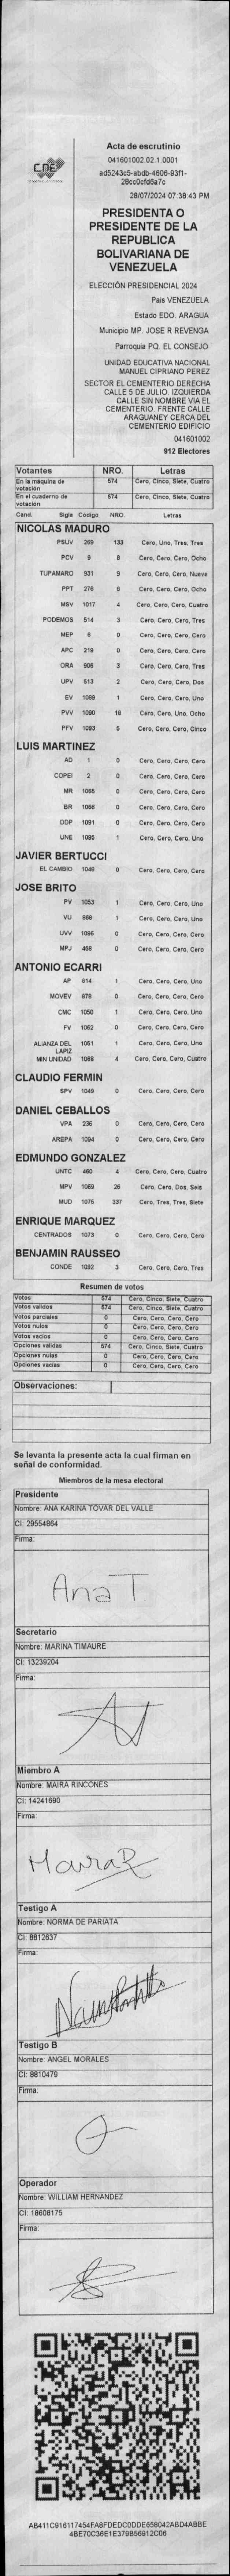 CNE
Acta de escrutinio
041601002.02.1.0001
ad5243c5-abdb-4606-93f1-
28cc0cfd6a7c
28/07/2024 07:38:43 PM
PRESIDENTA O
PRESIDENTE DE LA
REPUBLICA
BOLIVARIANA DE
VENEZUELA
ELECCIÓN PRESIDENCIAL 2024
País VENEZUELA
Estado EDO. ARAGUA
Municipio MP. JOSE R REVENGA
Parroquia PQ. EL CONSEJO
UNIDAD EDUCATIVA NACIONAL
MANUEL CIPRIANO PEREZ
SECTOR EL CEMENTERIO DERECHA
CALLE 5 DE JULIO. IZQUIERDA
CALLE SIN NOMBRE VIA EL
CEMENTERIO. FRENTE CALLE
ARAGUANEY CERCA DEL
CEMENTERIO EDIFICIO
041601002
912 Electores
Votantes NRO. Letras
En la máquina de votación 574 Cero, Cinco, Siete, Cuatro
En el cuaderno de votación 574 Cero, Cinco, Siete, Cuatro
Cand. Sigla Código NRO. Letras
NICOLAS MADURO
PSUV 269 133 Cero, Uno, Tres, Tres
PCV 9 8 Cero, Cero, Cero, Ocho
TUPAMARO 931 9 Cero, Cero, Cero, Nueve
PPT 276 8 Cero, Cero, Cero, Ocho
MSV 1017 4 Cero, Cero, Cero, Cuatro
PODEMOS 514 3 Cero, Cero, Cero, Tres
MEP 6 0 Cero, Cero, Cero, Cero
APC 219 0 Cero, Cero, Cero, Cero
ORA 906 3 Cero, Cero, Cero, Tres
UPV 613 2 Cero, Cero, Cero, Dos
EV 1089 1 Cero, Cero, Cero, Uno
PVV 1090 18 Cero, Cero, Uno, Ocho
PFV 1093 5 Cero, Cero, Cero, Cinco
LUIS MARTINEZ
AD 1 0 Cero, Cero, Cero, Cero
COPEI 2 0 Cero, Cero, Cero, Cero
MR 1065 0 Cero, Cero, Cero, Cero
BR 1066 0 Cero, Cero, Cero, Cero
DDP 1091 0 Cero, Cero, Cero, Cero
UNE 1095 1 Cero, Cero, Cero, Uno
JAVIER BERTUCCI
EL CAMBIO 1046 0 Cero, Cero, Cero, Cero
JOSE BRITO
PV 1053 1 Cero, Cero, Cero, Uno
VU 868 1 Cero, Cero, Cero, Uno
UVV 1096 0 Cero, Cero, Cero, Cero
MPJ 458 0 Cero, Cero, Cero, Cero
ANTONIO ECARRI
AP 814 1 Cero, Cero, Cero, Uno
MOVEV 878 0 Cero, Cero, Cero, Cero
CMC 1050 1 Cero, Cero, Cero, Uno
FV 1062 0 Cero, Cero, Cero, Cero
ALIANZA DEL LAPIZ 1051 1 Cero, Cero, Cero, Uno
MIN UNIDAD 1088 4 Cero, Cero, Cero, Cuatro
CLAUDIO FERMIN
SPV 1049 0 Cero, Cero, Cero, Cero
DANIEL CEBALLOS
VPA 236 0 Cero, Cero, Cero, Cero
AREPA 1094 0 Cero, Cero, Cero, Cero
EDMUNDO GONZALEZ
UNTC 460 4 Cero, Cero, Cero, Cuatro
MPV 1069 26 Cero, Cero, Dos, Seis
MUD 1075 337 Cero, Tres, Tres, Siete
ENRIQUE MARQUEZ
CENTRADOS 1073 0 Cero, Cero, Cero, Cero
BENJAMIN RAUSSEO
CONDE 1092 3 Cero, Cero, Cero, Tres
Resumen de votos
Votos 574 Cero, Cinco, Siete, Cuatro
Votos validos 574 Cero, Cinco, Siete, Cuatro
Votos parciales 0 Cero, Cero, Cero, Cero
Votos nulos 0 Cero, Cero, Cero, Cero
Votos vacios 0 Cero, Cero, Cero, Cero
Opciones validas 574 Cero, Cinco, Siete, Cuatro
Opciones nulas 0 Cero, Cero, Cero, Cero
Opciones vacias 0 Cero, Cero, Cero, Cero
Observaciones:
Se levanta la presente acta la cual firman en
señal de conformidad.
Miembros de la mesa electoral
Presidente
Nombre: ANA KARINA TOVAR DEL VALLE
CI: 29554864
Firma:
Ana T
Secretario
Nombre: MARINA TIMAURE
CI: 13239204
Firma:
Miembro A
Nombre: MAIRA RINCONES
CI: 14241690
Firma:
Maira R
Testigo A
Nombre: NORMA DE PARIATA
CI: 8812637
Firma:
Testigo B
Nombre: ANGEL MORALES
CI: 8810479
Firma:
Operador
Nombre: WILLIAM HERNANDEZ
CI: 18608175
Firma:
AB411C916117454FA8FDEDC0DDE658042ABD4ABBE
4BE70C36E1E379B56912C06